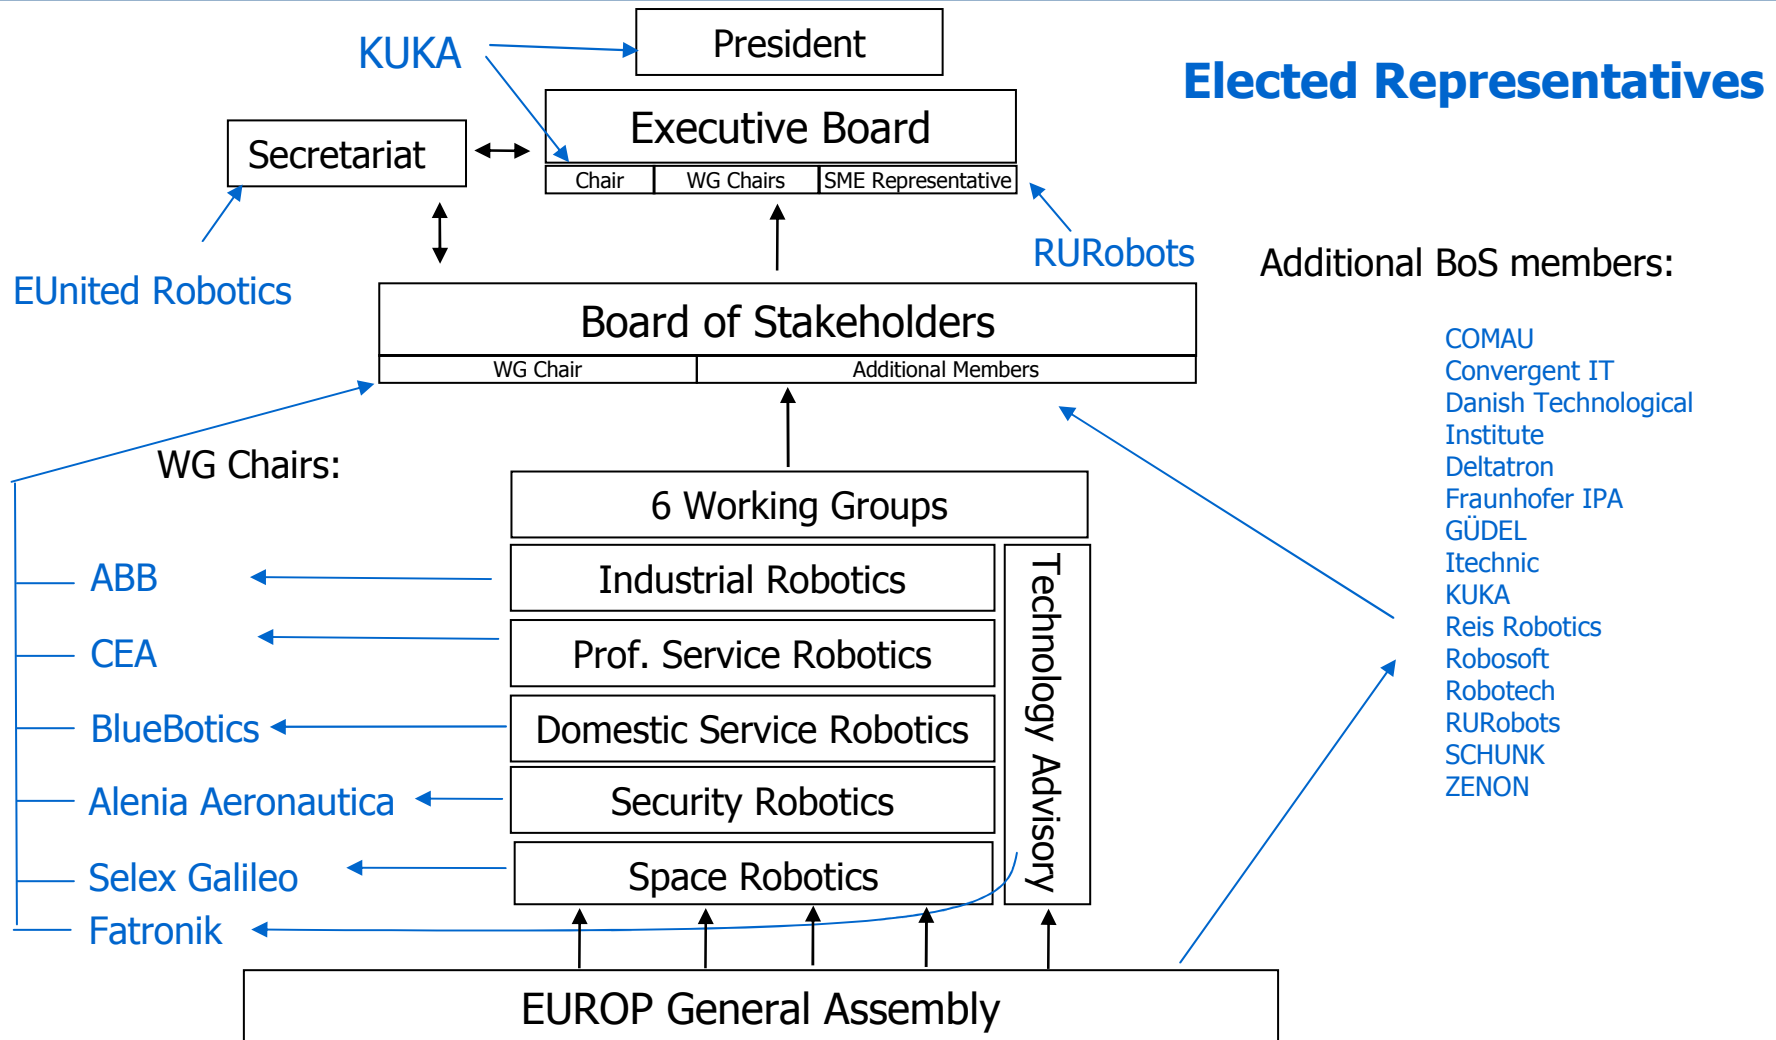 KUKA
President
Elected Representatives
Executive Board
Secretariat
Chair
WG Chairs
SME Representative
RURobots
EUnited Robotics
Additional BoS members:
Board of Stakeholders
WG Chair
Additional Members
COMAU
Convergent IT
Danish Technological
Institute
Deltatron
Fraunhofer IPA
GÜDEL
Itechnic
KUKA
Reis Robotics
Robosoft
Robotech
RURobots
SCHUNK
ZENON
WG Chairs:
6 Working Groups
ABB
Industrial Robotics
CEA
Prof. Service Robotics
BlueBotics
Domestic Service Robotics
Alenia Aeronautica
Security Robotics
Selex Galileo
Space Robotics
Fatronik
Technology Advisory
EUROP General Assembly